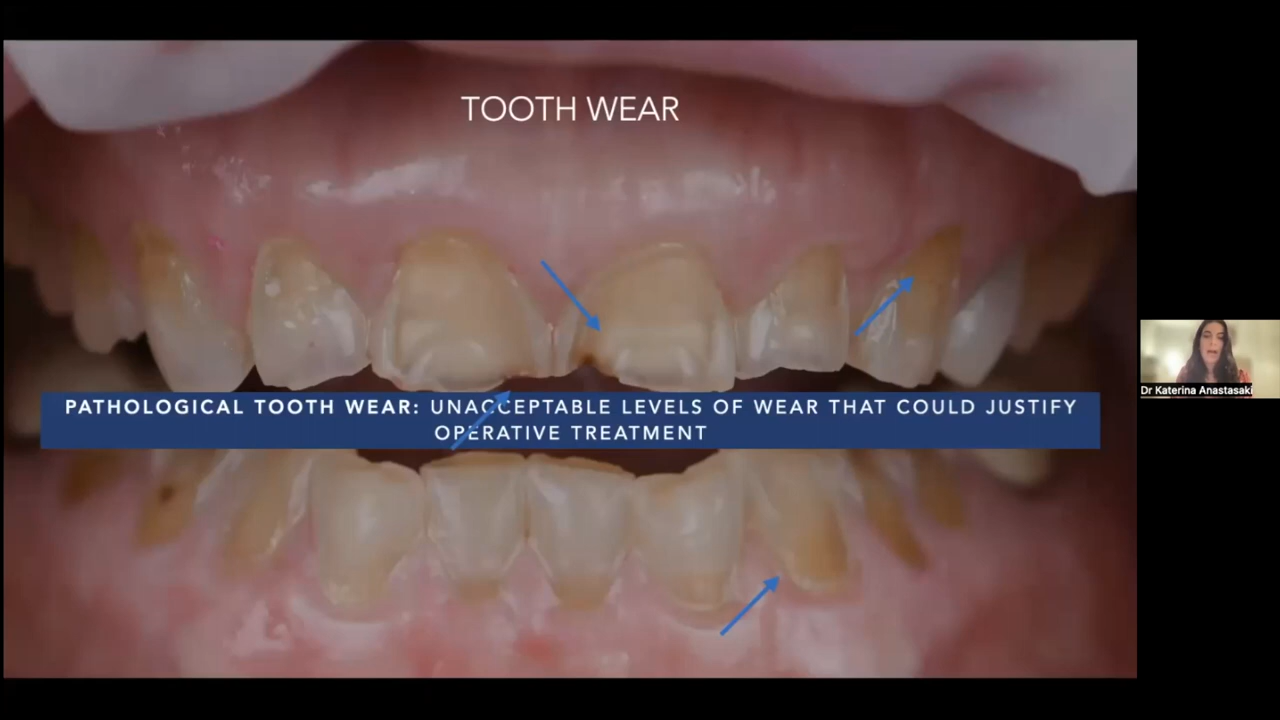 TOOTH WEAR
PATHOLOGICAL TOOTH WEAR: UNACCEPTABLE LEVELS OF WEAR THAT COULD JUSTIFY
OPERATIVE TREATMENT
Dr Katerina Anastasaki